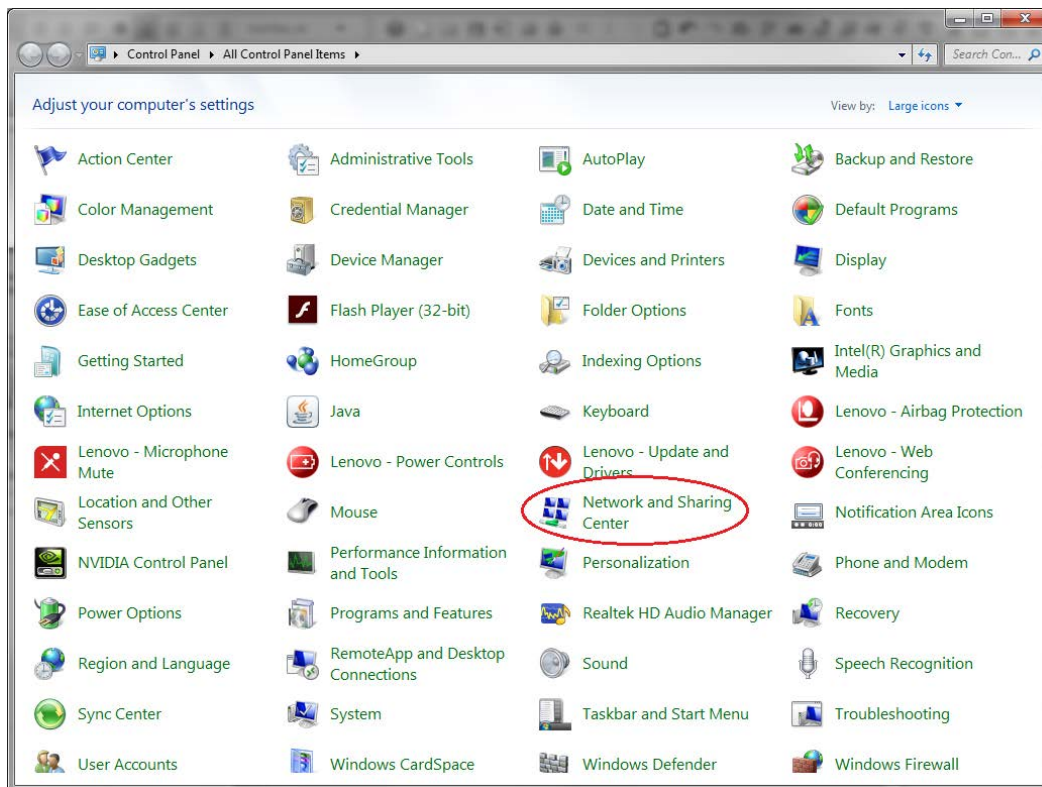 Control Panel All Control Panel Items
Search Con...
Adjust your computer's settings
View by: Large icons
Action Center
Administrative Tools
AutoPlay
Backup and Restore
Color Management
Credential Manager
Date and Time
Default Programs
Desktop Gadgets
Device Manager
Devices and Printers
Display
Ease of Access Center
Flash Player (32-bit)
Folder Options
Fonts
Getting Started
HomeGroup
Indexing Options
Intel(R) Graphics and
Media
Internet Options
Java
Keyboard
Lenovo - Airbag Protection
Lenovo - Microphone
Mute
Lenovo - Power Controls
Lenovo - Update and
Drivers
Lenovo - Web
Conferencing
Location and Other
Sensors
Mouse
Network and Sharing
Center
Notification Area Icons
NVIDIA Control Panel
Performance Information
and Tools
Personalization
Phone and Modem
Power Options
Programs and Features
Realtek HD Audio Manager
Recovery
Region and Language
RemoteApp and Desktop
Connections
Sound
Speech Recognition
Sync Center
System
Taskbar and Start Menu
Troubleshooting
User Accounts
Windows CardSpace
Windows Defender
Windows Firewall